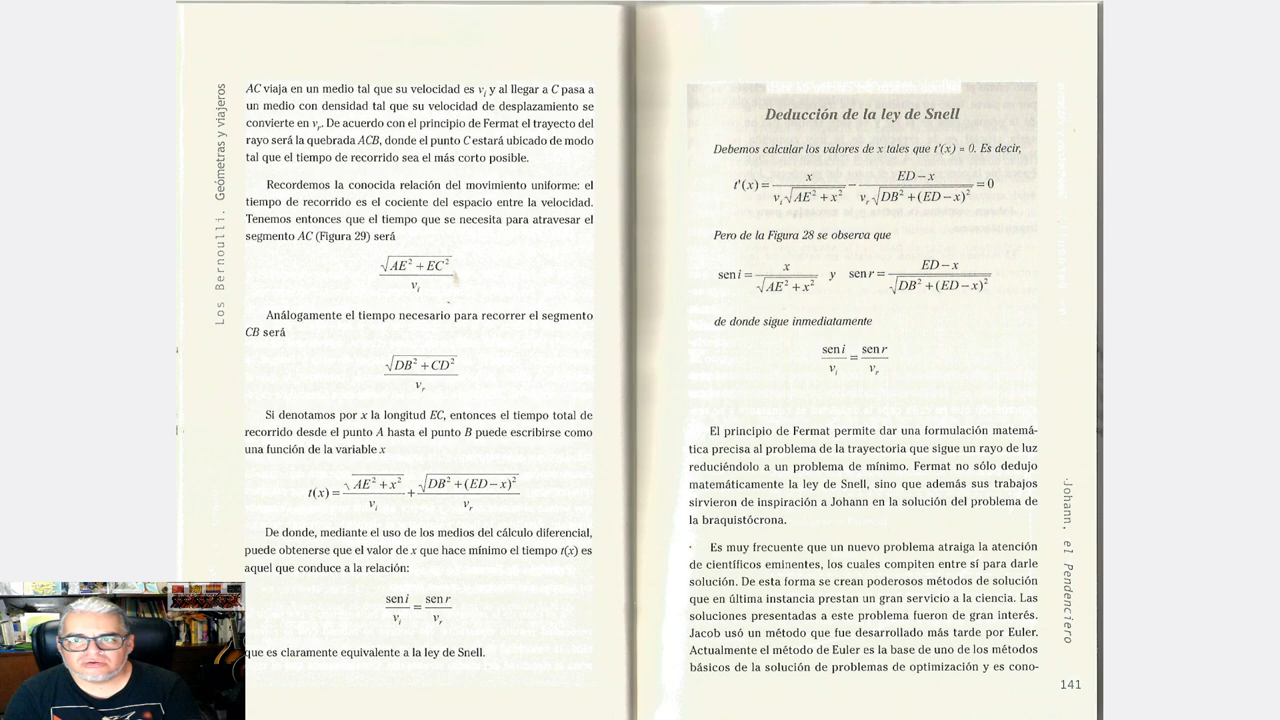 Los Bernoulli. Geómetras y viajeros
AC viaja en un medio tal que su velocidad es v_i y al llegar a C pasa a
un medio con densidad tal que su velocidad de desplazamiento se
convierte en v_r. De acuerdo con el principio de Fermat el trayecto del
rayo será la quebrada ACB, donde el punto C estará ubicado de modo
tal que el tiempo de recorrido sea el más corto posible.
Recordemos la conocida relación del movimiento uniforme: el
tiempo de recorrido es el cociente del espacio entre la velocidad.
Tenemos entonces que el tiempo que se necesita para atravesar el
segmento AC (Figura 29) será
√(AE² + EC²) / v_i
Análogamente el tiempo necesario para recorrer el segmento
CB será
√(DB² + CD²) / v_r
Si denotamos por x la longitud EC, entonces el tiempo total de
recorrido desde el punto A hasta el punto B puede escribirse como
una función de la variable x
t(x) = √(AE² + x²) / v_i + √(DB² + (ED – x)²) / v_r
De donde, mediante el uso de los medios del cálculo diferencial,
puede obtenerse que el valor de x que hace mínimo el tiempo t(x) es
aquel que conduce a la relación:
sen i / v_i = sen r / v_r
que es claramente equivalente a la ley de Snell.
Deducción de la ley de Snell
Debemos calcular los valores de x tales que t'(x) = 0. Es decir,
t'(x) = x / (v_i √(AE² + x²)) – (ED – x) / (v_r √(DB² + (ED – x)²)) = 0
Pero de la Figura 28 se observa que
sen i = x / √(AE² + x²) y sen r = (ED – x) / √(DB² + (ED – x)²)
de donde sigue inmediatamente
sen i / v_i = sen r / v_r
El principio de Fermat permite dar una formulación matemá-
tica precisa al problema de la trayectoria que sigue un rayo de luz
reduciéndolo a un problema de mínimo. Fermat no sólo dedujo
matemáticamente la ley de Snell, sino que además sus trabajos
sirvieron de inspiración a Johann en la solución del problema de
la braquistócrona.
Es muy frecuente que un nuevo problema atraiga la atención
de científicos eminentes, los cuales compiten entre sí para darle
solución. De esta forma se crean poderosos métodos de solución
que en última instancia prestan un gran servicio a la ciencia. Las
soluciones presentadas a este problema fueron de gran interés.
Jacob usó un método que fue desarrollado más tarde por Euler.
Actualmente el método de Euler es la base de uno de los métodos
básicos de la solución de problemas de optimización y es cono-
Johann, el Pendenciero
141